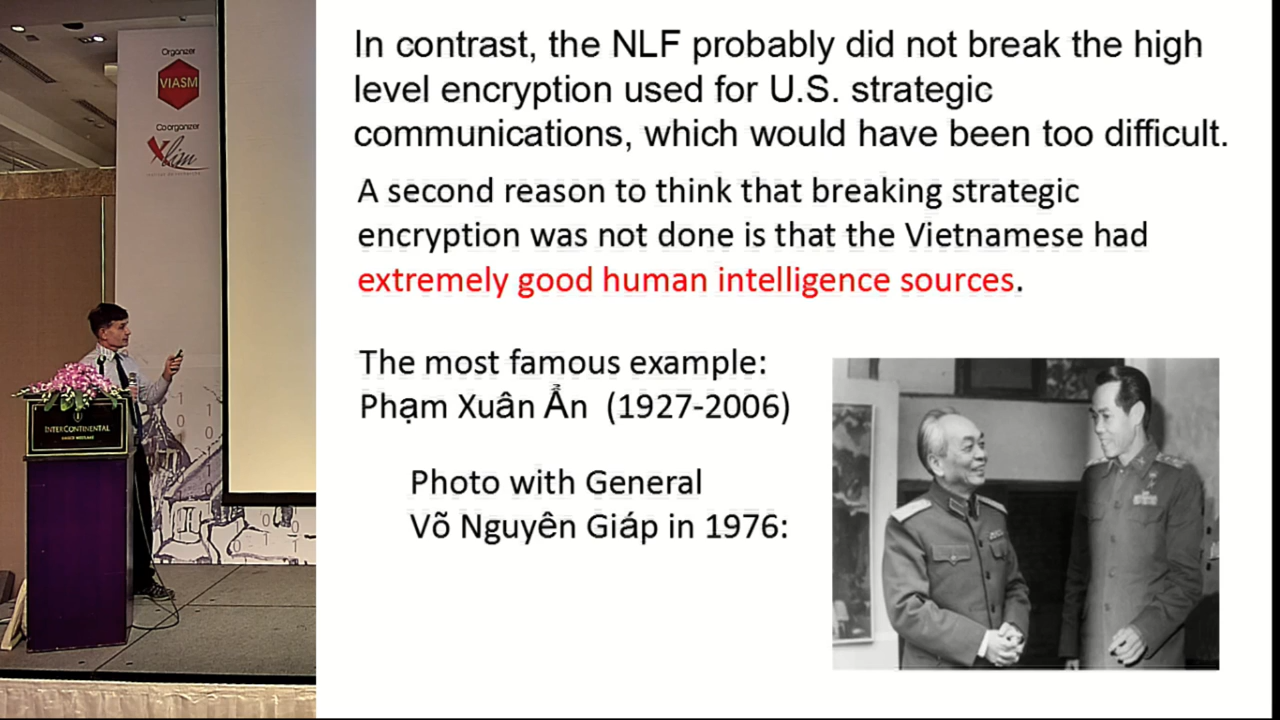 Organizer
VIASM
Co-organizer
Xlim
INTERCONTINENTAL
In contrast, the NLF probably did not break the high
level encryption used for U.S. strategic
communications, which would have been too difficult.
A second reason to think that breaking strategic
encryption was not done is that the Vietnamese had
extremely good human intelligence sources.
The most famous example:
Phạm Xuân Ẩn (1927-2006)
Photo with General
Võ Nguyên Giáp in 1976: